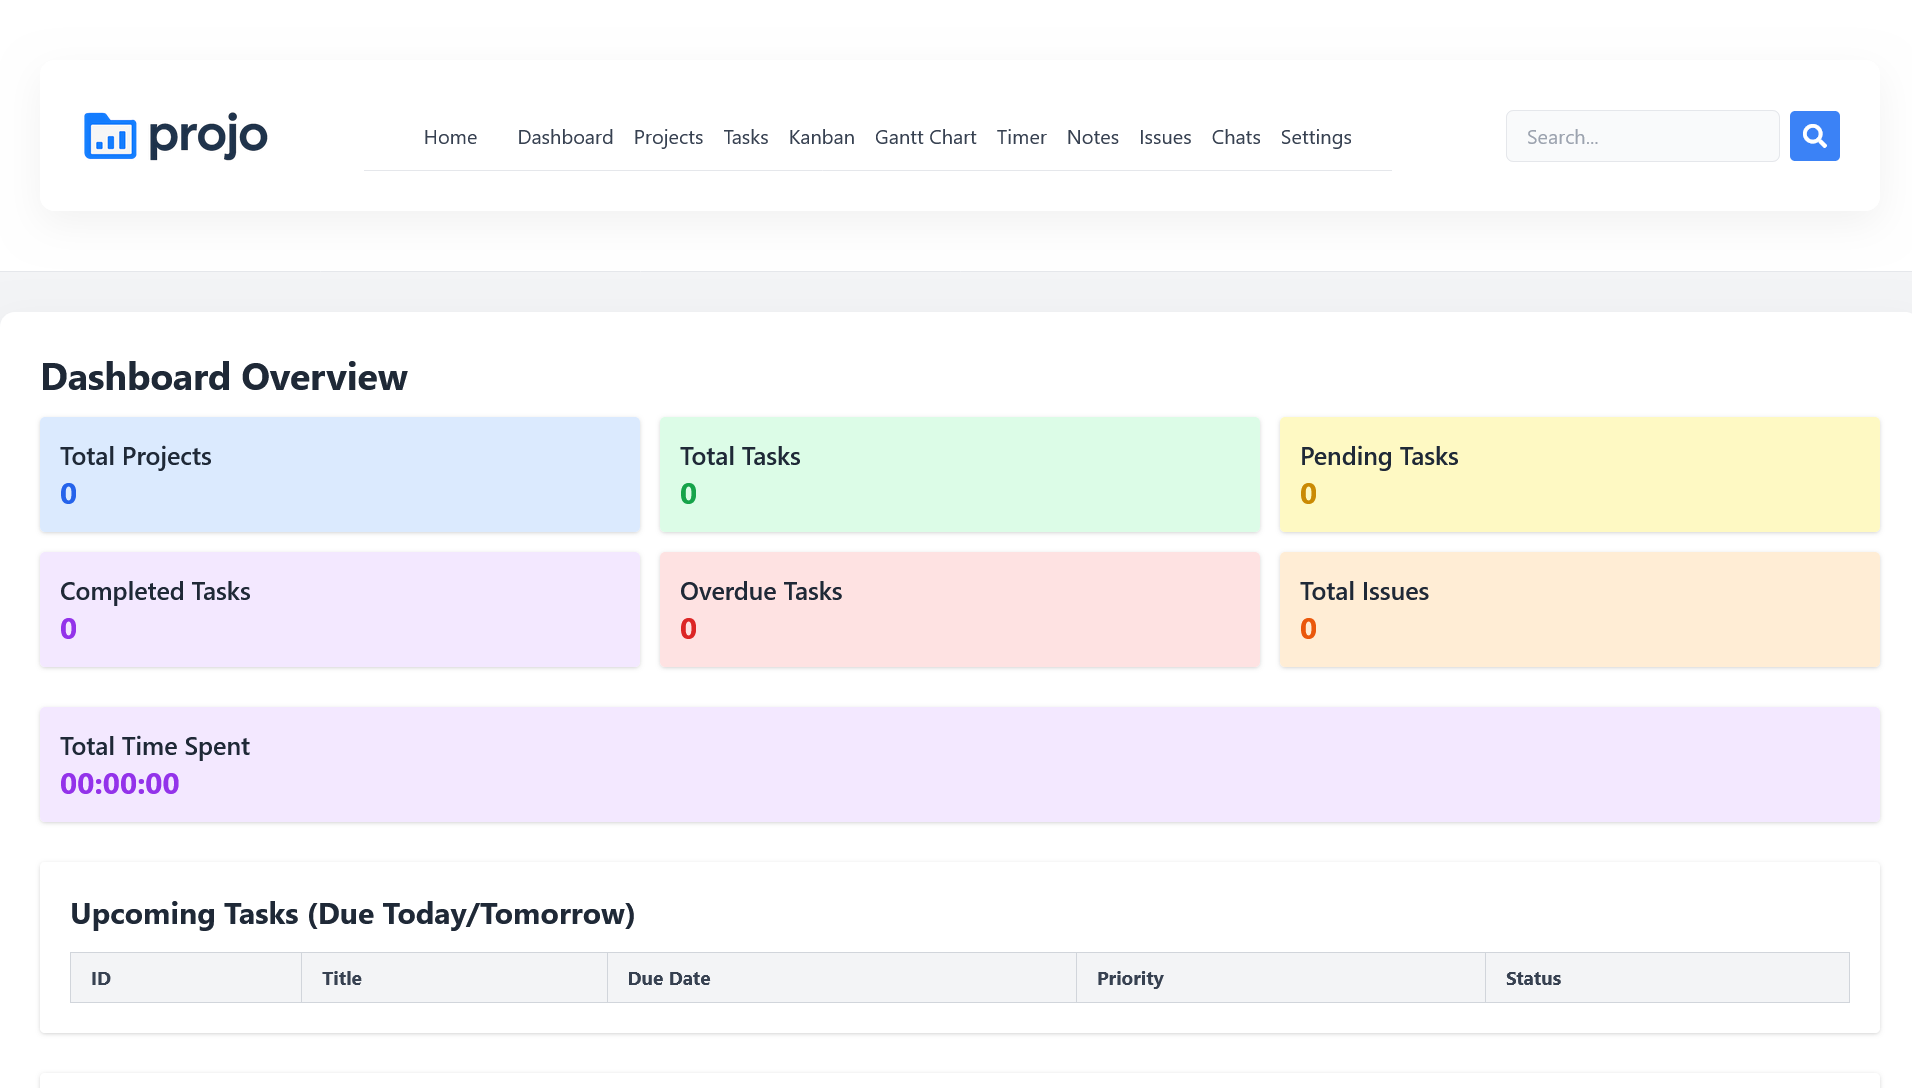 projo
Home Dashboard Projects Tasks Kanban Gantt Chart Timer Notes Issues Chats Settings
Search...
Dashboard Overview
Total Projects
0
Total Tasks
0
Pending Tasks
0
Completed Tasks
0
Overdue Tasks
0
Total Issues
0
Total Time Spent
00:00:00
Upcoming Tasks (Due Today/Tomorrow)
ID Title Due Date Priority Status